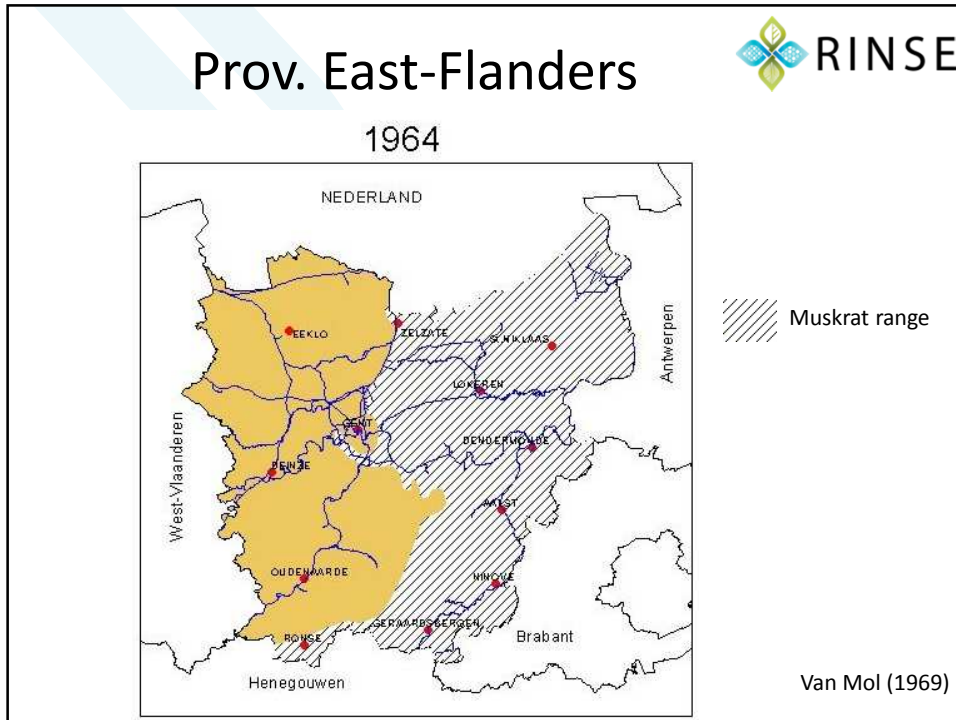 Prov. East-Flanders
RINSE
1964
NEDERLAND
EEKLO
ZELZATE
ST.NIKLAAS
LOKEREN
Antwerpen
Muskrat range
GENT
DENDERMONDE
West-Vlaanderen
DEINZE
AALST
OUDENAARDE
NINOVE
GERAARDSBERGEN
RONSE
Brabant
Henegouwen
Van Mol (1969)